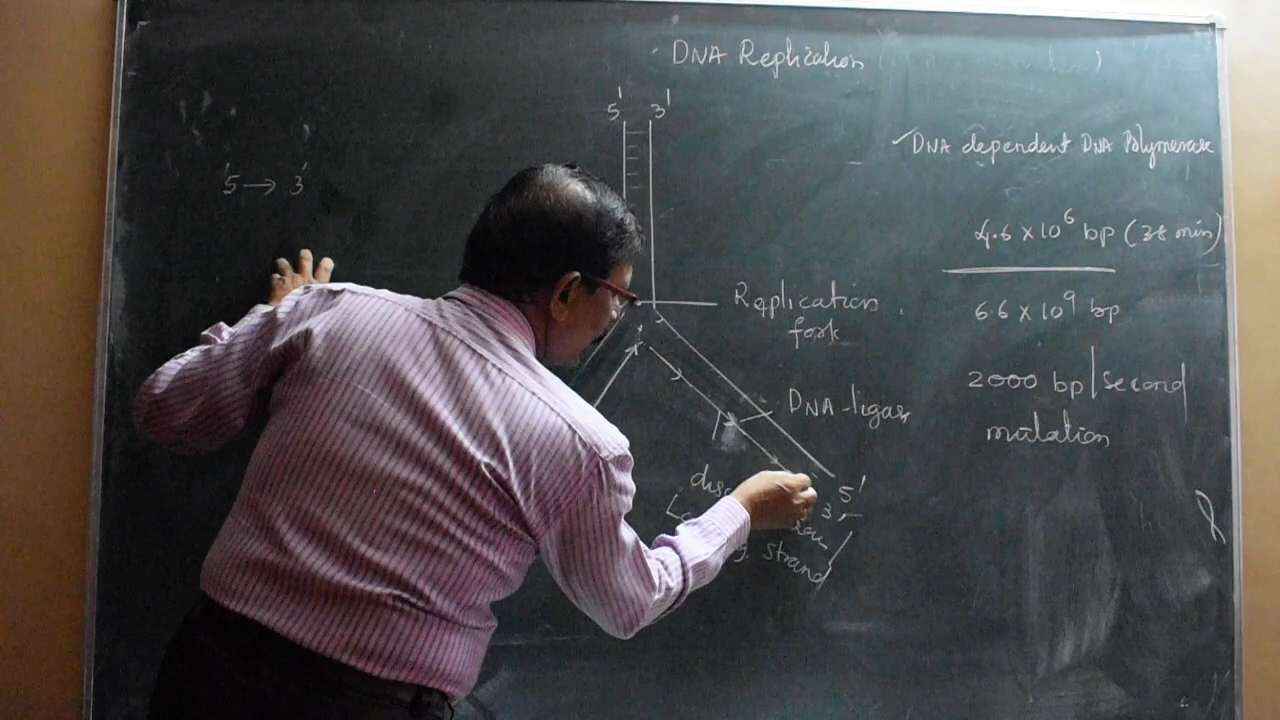 DNA Replication
5' 3'
DNA dependent DNA Polymerase
'5 → 3'
4.6 x 10⁶ bp (38 min)
Replication
fork
6.6 x 10⁹ bp
2000 bp/second
mutation
DNA-ligase
5'
3'
strand